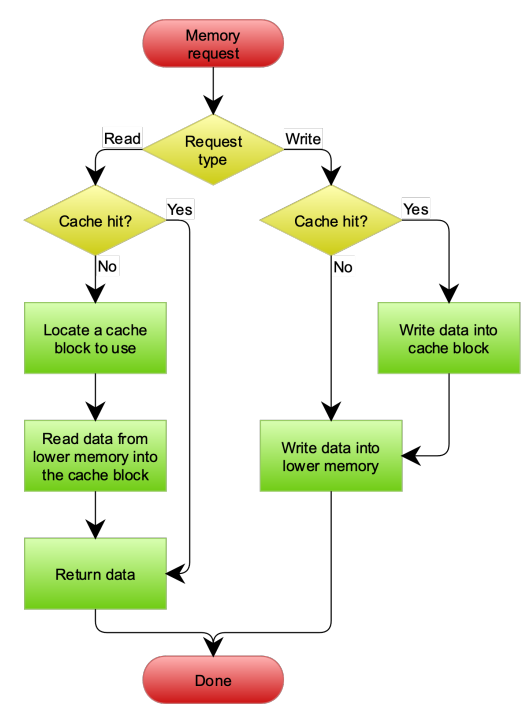 Memory
request
Read
Request
type
Write
Cache hit?
Yes
Cache hit?
Yes
No
No
Locate a cache
block to use
Write data into
cache block
Read data from
lower memory into
the cache block
Write data into
lower memory
Return data
Done